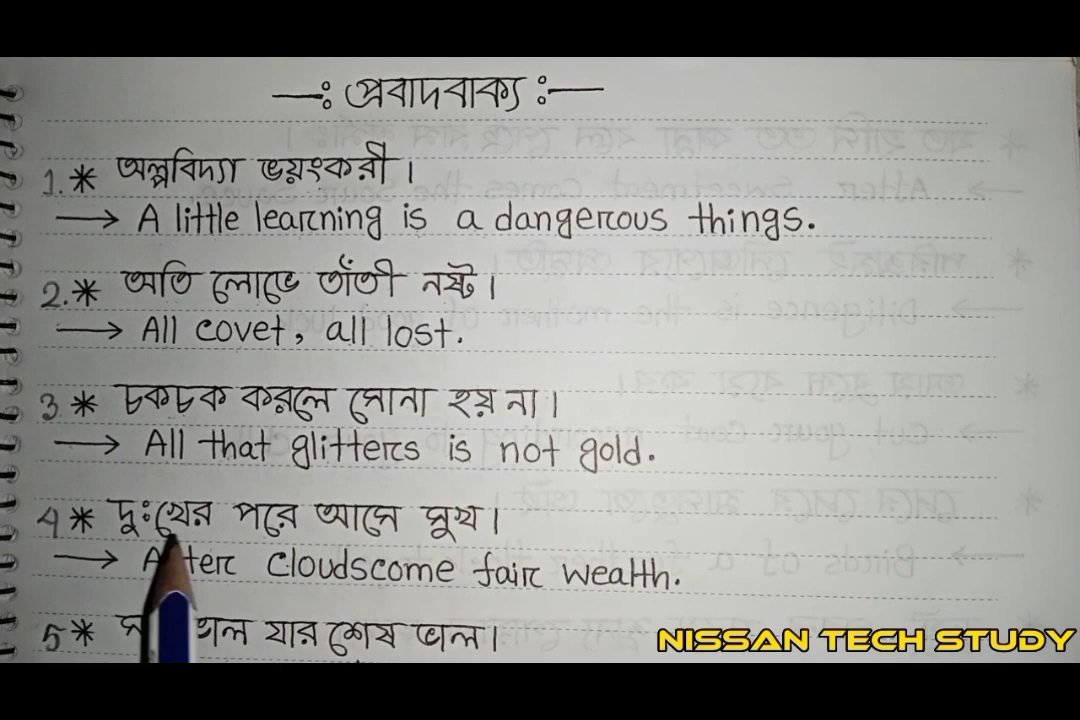 —ঃ প্রবাদবাক্য ঃ—
1.* অল্পবিদ্যা ভয়ংকরী।
→ A little learning is a dangerous things.
2.* অতি লোভে তাঁতী নষ্ট।
→ All covet, all lost.
3 * চকচক করলে সোনা হয় না।
→ All that glitters is not gold.
4 * দুঃখের পরে আসে সুখ।
→ After Cloudscome fair wealth.
5 * ভাল যার শেষ ভাল।
NISSAN TECH STUDY